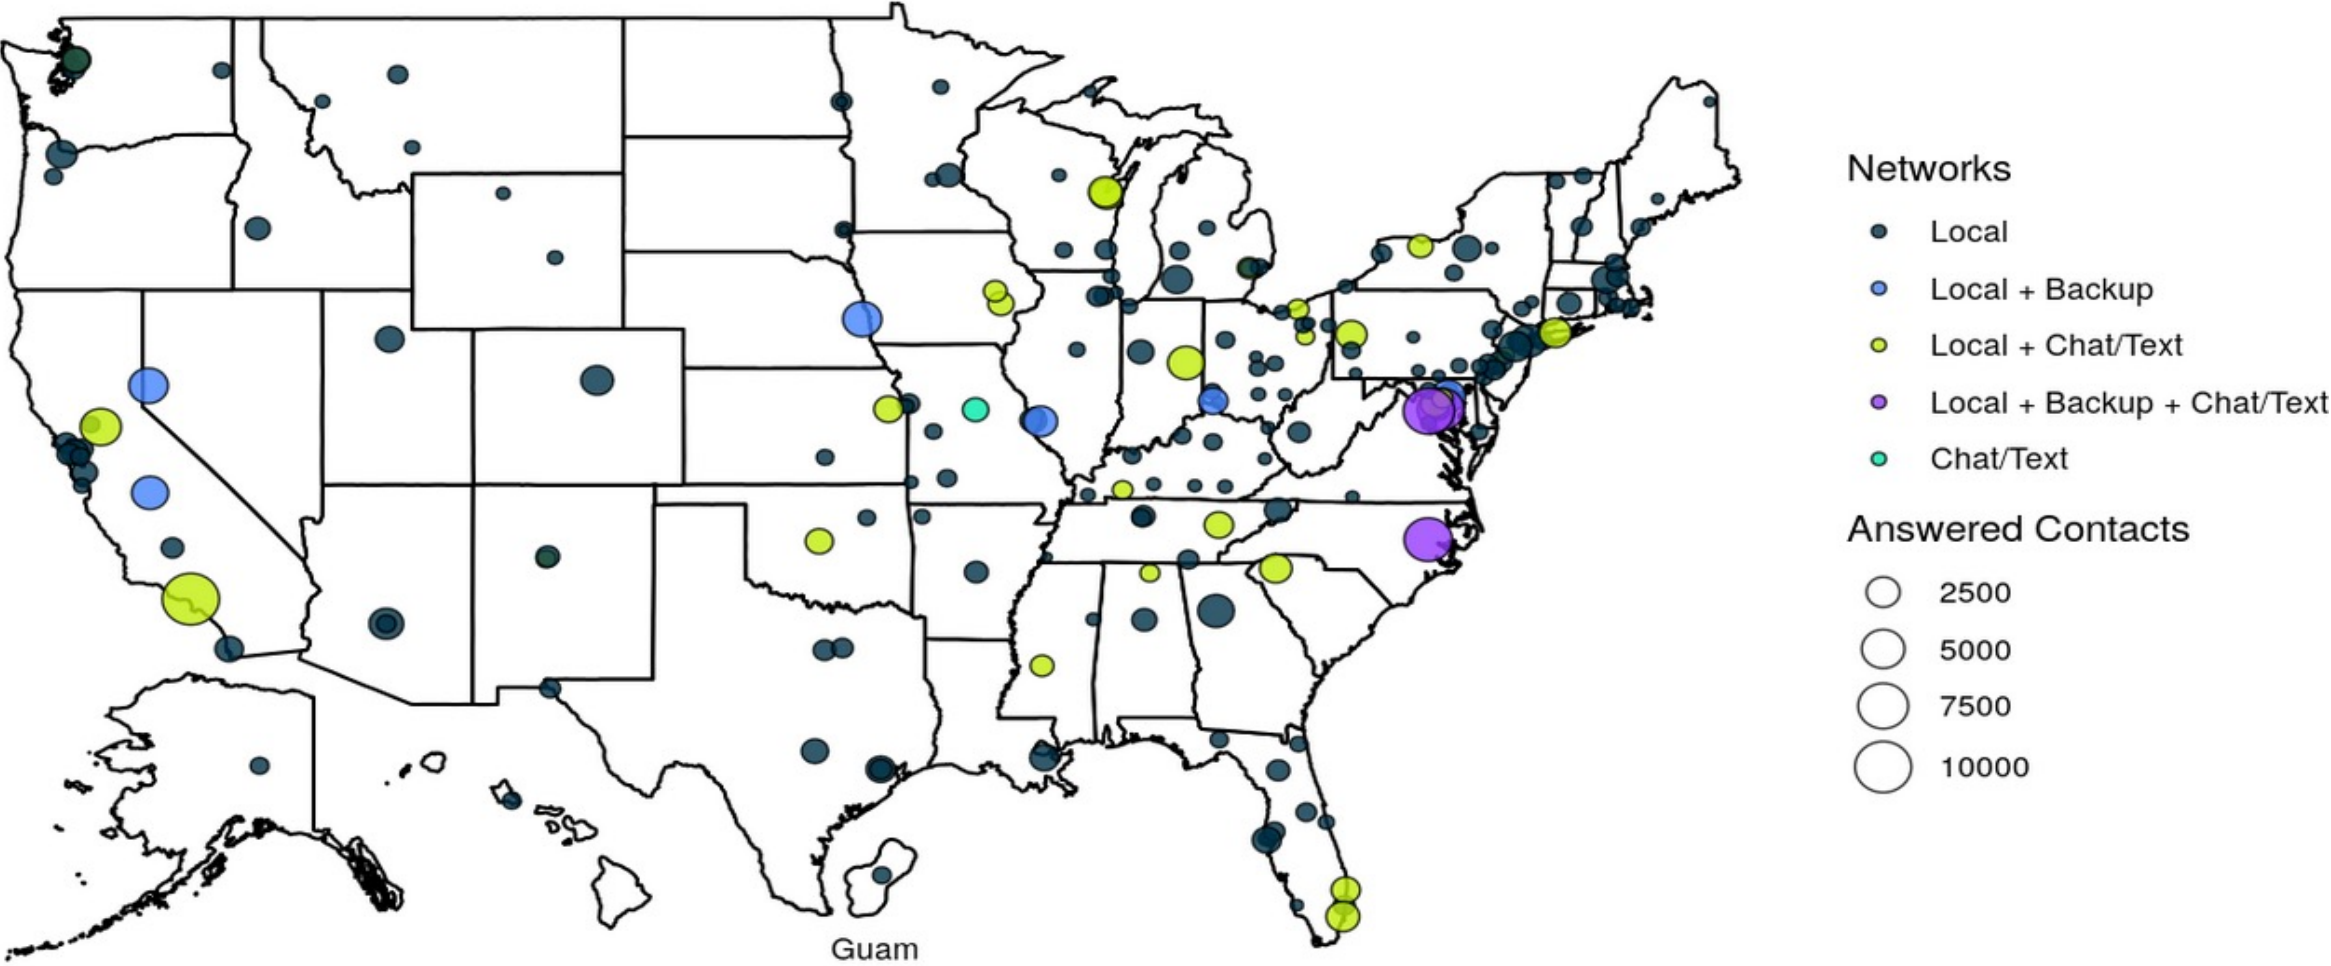 Networks
Local
Local + Backup
Local + Chat/Text
Local + Backup + Chat/Text
Chat/Text
Answered Contacts
2500
5000
7500
10000
Guam